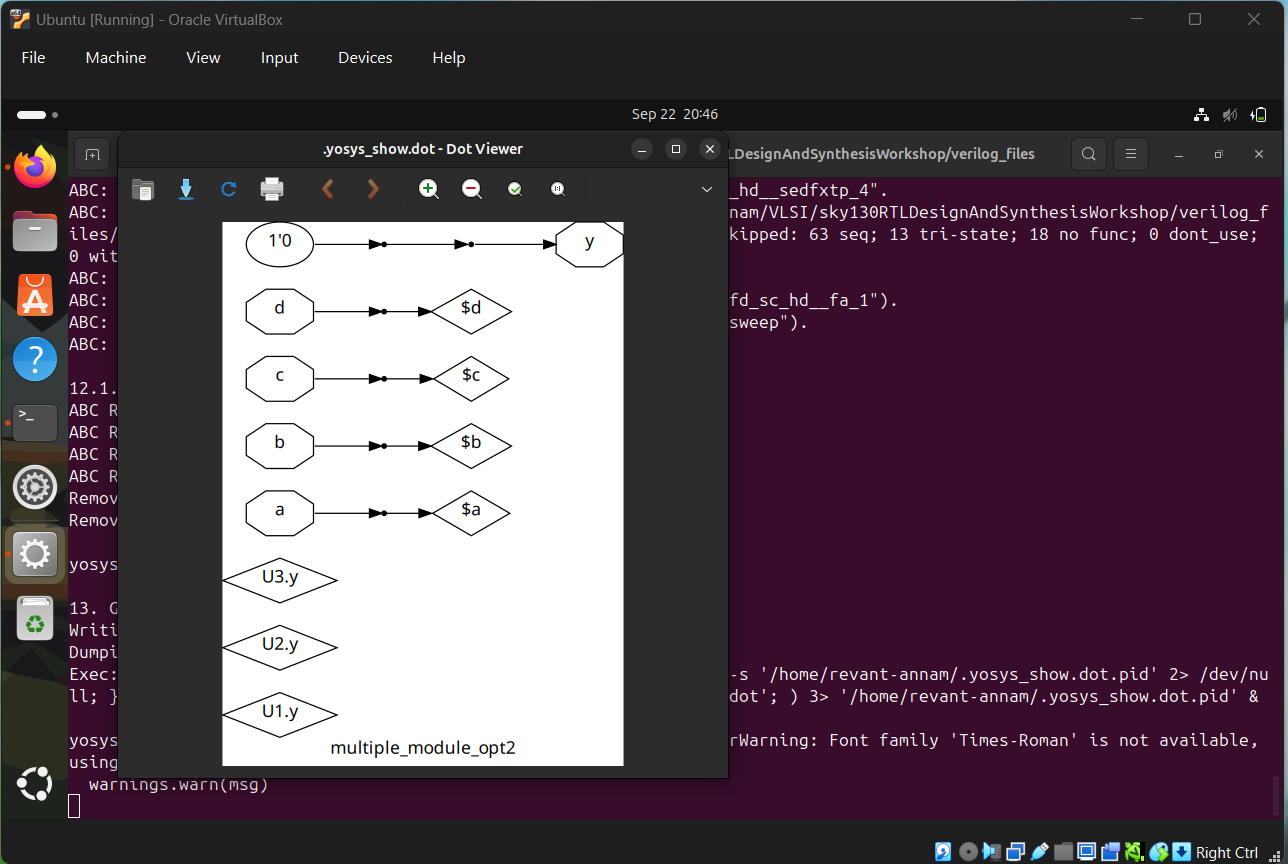 Ubuntu [Running] - Oracle VirtualBox
File Machine View Input Devices Help
Sep 22 20:46
.yosys_show.dot - Dot Viewer
LDesignAndSynthesisWorkshop/verilog_files
1'0
y
d
$d
c
$c
b
$b
a
$a
U3.y
U2.y
U1.y
multiple_module_opt2
ABC: _hd__sedfxtp_4".
ABC: nam/VLSI/sky130RTLDesignAndSynthesisWorkshop/verilog_f
iles/ kipped: 63 seq; 13 tri-state; 18 no func; 0 dont_use;
0 wit
ABC:
ABC: fd_sc_hd__fa_1").
ABC: sweep").
ABC:
12.1.
ABC R
ABC R
ABC R
ABC R
Remov
Remov
yosys
13. G
Writi
Dumpi
Exec: -s '/home/revant-annam/.yosys_show.dot.pid' 2> /dev/nu
ll; } dot'; ) 3> '/home/revant-annam/.yosys_show.dot.pid' &
yosys rWarning: Font family 'Times-Roman' is not available,
using
warnings.warn(msg)
Right Ctrl